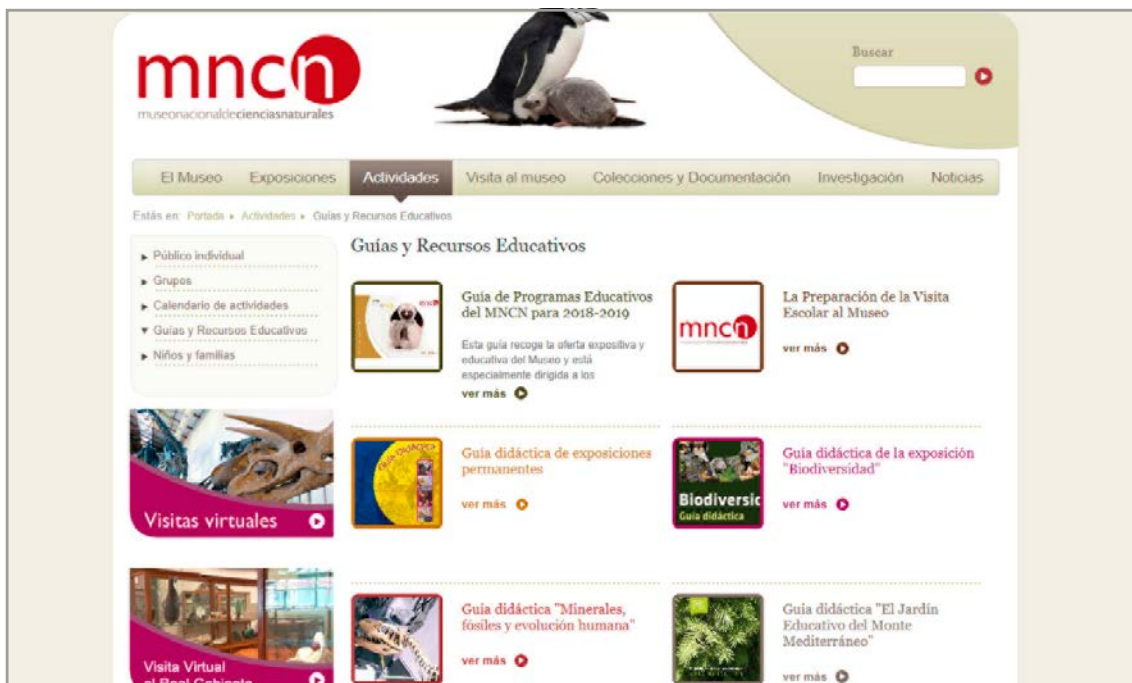 mncn
museonacionaldecienciasnaturales
Buscar
El Museo Exposiciones Actividades Visita al museo Colecciones y Documentación Investigación Noticias
Estás en: Portada ▸ Actividades ▸ Guías y Recursos Educativos
Público individual
Grupos
Calendario de actividades
Guías y Recursos Educativos
Niños y familias
Visitas virtuales
Visita Virtual
al Real Gabinete
Guías y Recursos Educativos
Guía de Programas Educativos
del MNCN para 2018-2019
Esta guía recoge la oferta expositiva y
educativa del Museo y está
especialmente dirigida a los
ver más
mncn
La Preparación de la Visita
Escolar al Museo
ver más
Guía Didáctica
Guía didáctica de exposiciones
permanentes
ver más
Biodiversic
Guía didáctica
Guía didáctica de la exposición
"Biodiversidad"
ver más
Guía didáctica "Minerales,
fósiles y evolución humana"
ver más
Guía didáctica "El Jardín
Educativo del Monte
Mediterráneo"
ver más